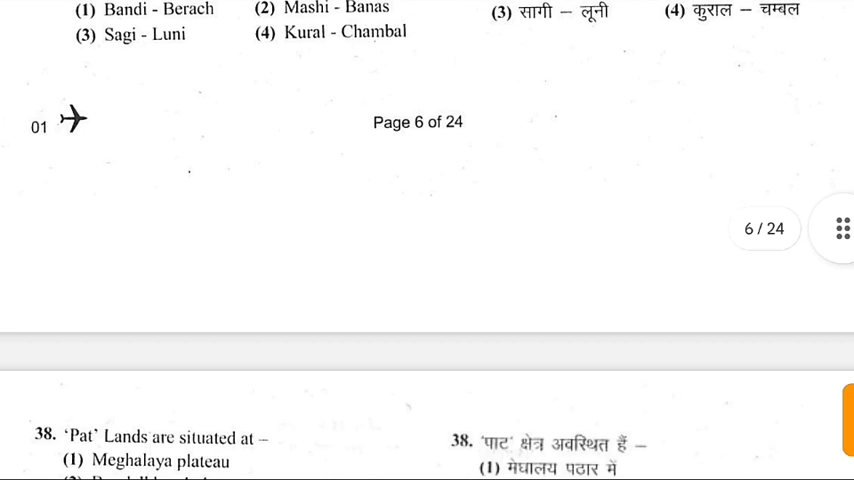 (1) Bandi - Berach (2) Mashi - Banas
(3) Sagi - Luni (4) Kural - Chambal
(3) सागी – लूनी (4) कुराल – चम्बल
01
Page 6 of 24
6 / 24
38. ‘Pat’ Lands are situated at –
(1) Meghalaya plateau
38. ‘पाट’ क्षेत्र अवस्थित हैं –
(1) मेघालय पठार में